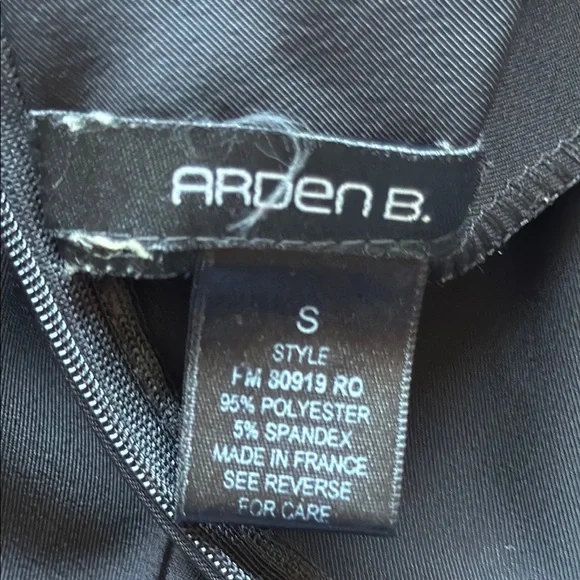 ARDen B.
S
STYLE
FM 80919 RO
95% POLYESTER
5% SPANDEX
MADE IN FRANCE
SEE REVERSE
FOR CARE